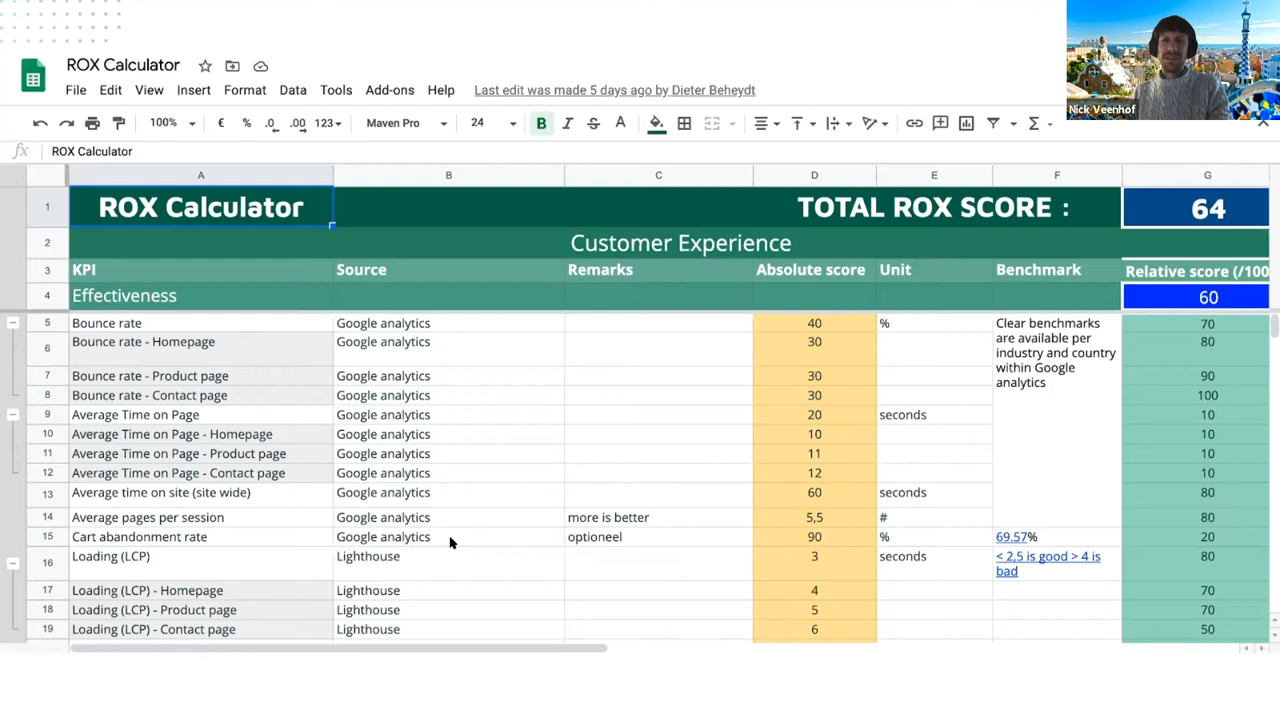 ROX Calculator
File Edit View Insert Format Data Tools Add-ons Help Last edit was made 5 days ago by Dieter Beheydt
100% € % .0 .00 123 Maven Pro 24 B I S A
Nick Veenhof
fx ROX Calculator
A B C D E F G
1 ROX Calculator TOTAL ROX SCORE : 64
2 Customer Experience
3 KPI Source Remarks Absolute score Unit Benchmark Relative score (/100
4 Effectiveness 60
5 Bounce rate Google analytics 40 % Clear benchmarks 70
are available per
6 Bounce rate - Homepage Google analytics 30 80
industry and country
within Google
7 Bounce rate - Product page Google analytics 30 90
analytics
8 Bounce rate - Contact page Google analytics 30 100
9 Average Time on Page Google analytics 20 seconds 10
10 Average Time on Page - Homepage Google analytics 10 10
11 Average Time on Page - Product page Google analytics 11 10
12 Average Time on Page - Contact page Google analytics 12 10
13 Average time on site (site wide) Google analytics 60 seconds 80
14 Average pages per session Google analytics more is better 5,5 # 80
15 Cart abandonment rate Google analytics optioneel 90 % 69.57% 20
16 Loading (LCP) Lighthouse 3 seconds < 2,5 is good > 4 is 80
bad
17 Loading (LCP) - Homepage Lighthouse 4 70
18 Loading (LCP) - Product page Lighthouse 5 70
19 Loading (LCP) - Contact page Lighthouse 6 50